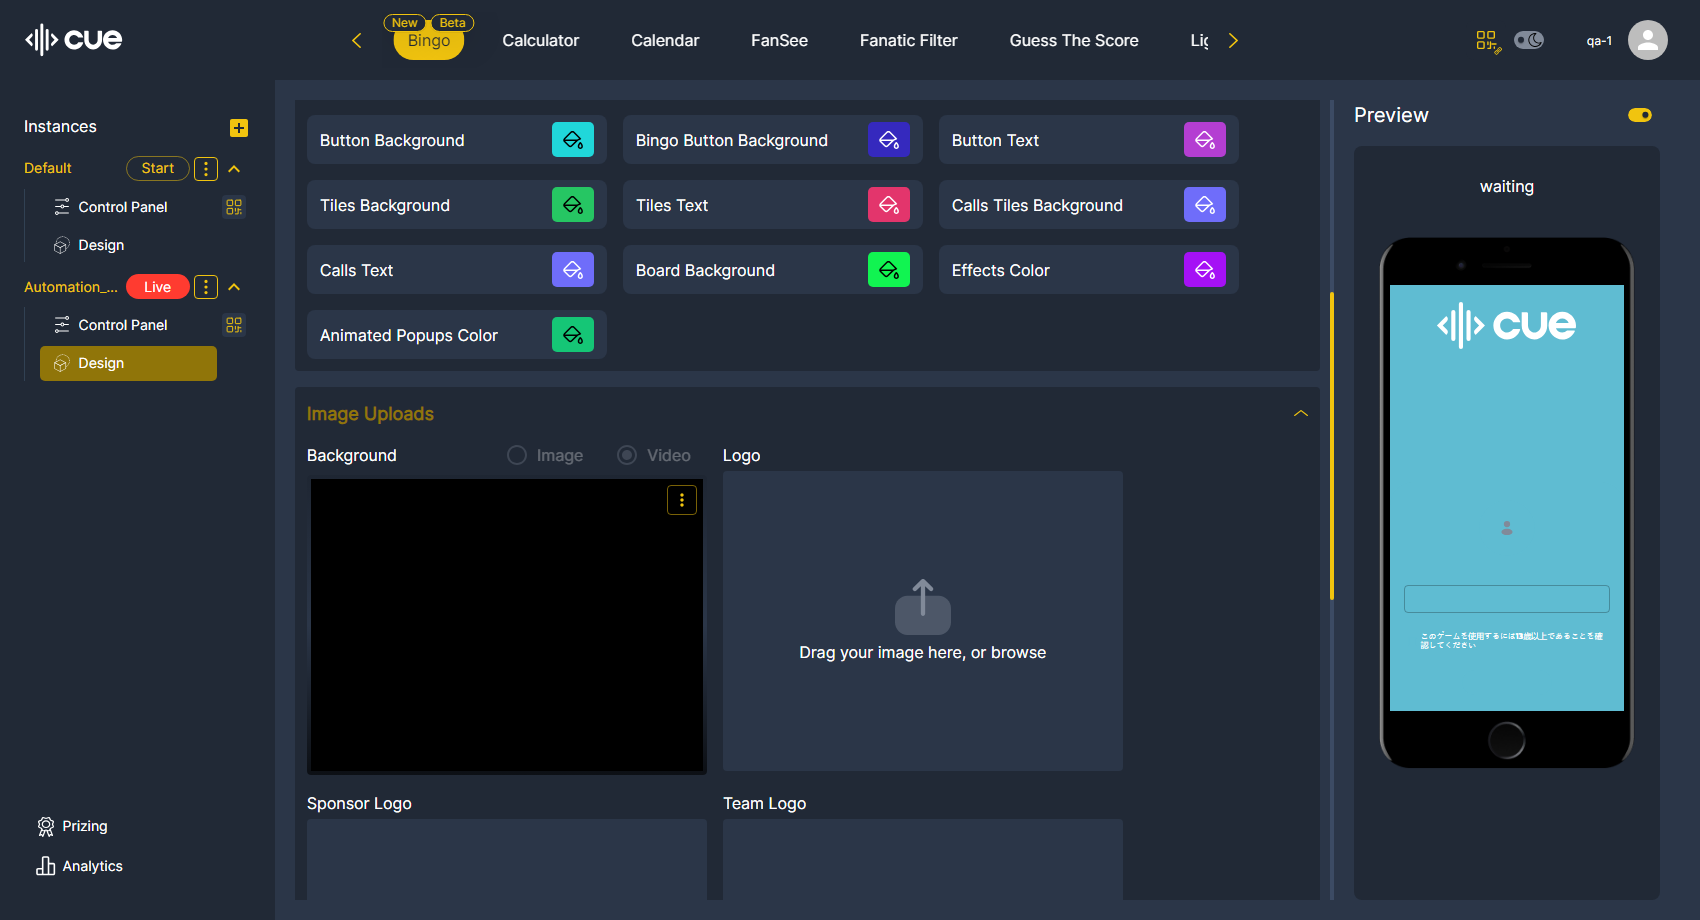 cue
New
Beta
Bingo
Calculator
Calendar
FanSee
Fanatic Filter
Guess The Score
Lig
qa-1
Instances
Default
Start
Control Panel
Design
Automation_...
Live
Control Panel
Design
Prizing
Analytics
Button Background
Bingo Button Background
Button Text
Tiles Background
Tiles Text
Calls Tiles Background
Calls Text
Board Background
Effects Color
Animated Popups Color
Image Uploads
Background
Image
Video
Logo
Drag your image here, or browse
Sponsor Logo
Team Logo
Preview
waiting
cue
このゲームを使用するには13歳以上であることを確
認してください